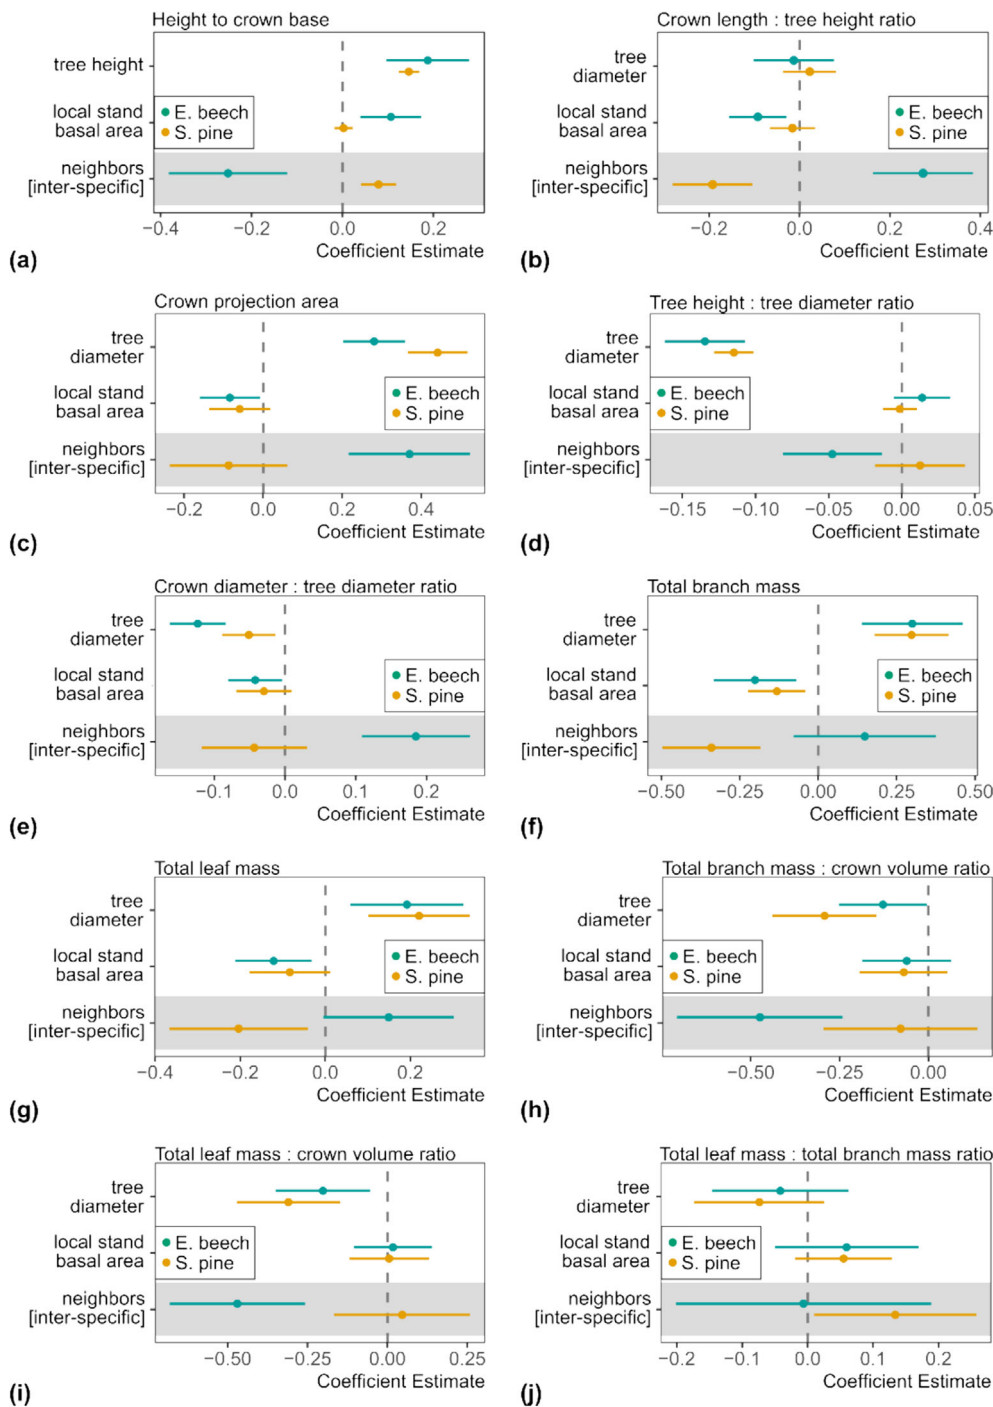 Height to crown base
tree height
local stand
basal area
neighbors
[inter-specific]
E. beech
S. pine
−0.4 −0.2 0.0 0.2
Coefficient Estimate
(a)
Crown length : tree height ratio
tree
diameter
local stand
basal area
neighbors
[inter-specific]
E. beech
S. pine
−0.2 0.0 0.2 0.4
Coefficient Estimate
(b)
Crown projection area
tree
diameter
local stand
basal area
neighbors
[inter-specific]
E. beech
S. pine
−0.2 0.0 0.2 0.4
Coefficient Estimate
(c)
Tree height : tree diameter ratio
tree
diameter
local stand
basal area
neighbors
[inter-specific]
E. beech
S. pine
−0.15 −0.10 −0.05 0.00 0.05
Coefficient Estimate
(d)
Crown diameter : tree diameter ratio
tree
diameter
local stand
basal area
neighbors
[inter-specific]
E. beech
S. pine
−0.1 0.0 0.1 0.2
Coefficient Estimate
(e)
Total branch mass
tree
diameter
local stand
basal area
neighbors
[inter-specific]
E. beech
S. pine
−0.50 −0.25 0.00 0.25 0.50
Coefficient Estimate
(f)
Total leaf mass
tree
diameter
local stand
basal area
neighbors
[inter-specific]
E. beech
S. pine
−0.4 −0.2 0.0 0.2
Coefficient Estimate
(g)
Total branch mass : crown volume ratio
tree
diameter
local stand
basal area
neighbors
[inter-specific]
E. beech
S. pine
−0.50 −0.25 0.00
Coefficient Estimate
(h)
Total leaf mass : crown volume ratio
tree
diameter
local stand
basal area
neighbors
[inter-specific]
E. beech
S. pine
−0.50 −0.25 0.00 0.25
Coefficient Estimate
(i)
Total leaf mass : total branch mass ratio
tree
diameter
local stand
basal area
neighbors
[inter-specific]
E. beech
S. pine
−0.2 −0.1 0.0 0.1 0.2
Coefficient Estimate
(j)